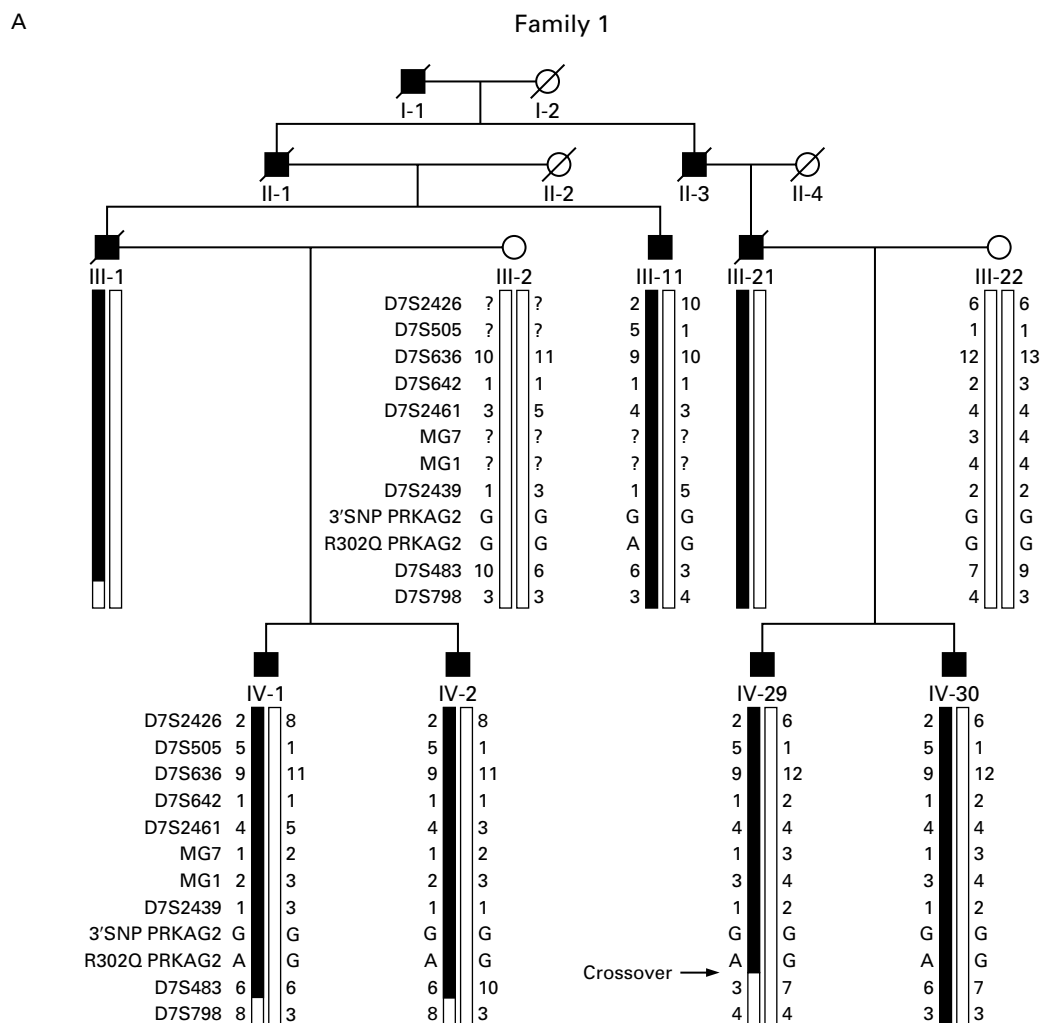 A
Family 1
I-1 I-2
II-1 II-2 II-3 II-4
III-1 III-2 III-11 III-21 III-22
D7S2426 ? ? 2 10 6 6
D7S505 ? ? 5 1 1 1
D7S636 10 11 9 10 12 13
D7S642 1 1 1 1 2 3
D7S2461 3 5 4 3 4 4
MG7 ? ? ? ? 3 4
MG1 ? ? ? ? 4 4
D7S2439 1 3 1 5 2 2
3′SNP PRKAG2 G G G G G G
R302Q PRKAG2 G G A G G G
D7S483 10 6 6 3 7 9
D7S798 3 3 3 4 4 3
IV-1 IV-2 IV-29 IV-30
D7S2426 2 8 2 8 2 6 2 6
D7S505 5 1 5 1 5 1 5 1
D7S636 9 11 9 11 9 12 9 12
D7S642 1 1 1 1 1 2 1 2
D7S2461 4 5 4 3 4 4 4 4
MG7 1 2 1 2 1 3 1 3
MG1 2 3 2 3 3 4 3 4
D7S2439 1 3 1 1 1 2 1 2
3′SNP PRKAG2 G G G G G G G G
R302Q PRKAG2 A G A G A G A G
Crossover
D7S483 6 6 6 10 3 7 6 7
D7S798 8 3 8 3 4 4 3 3